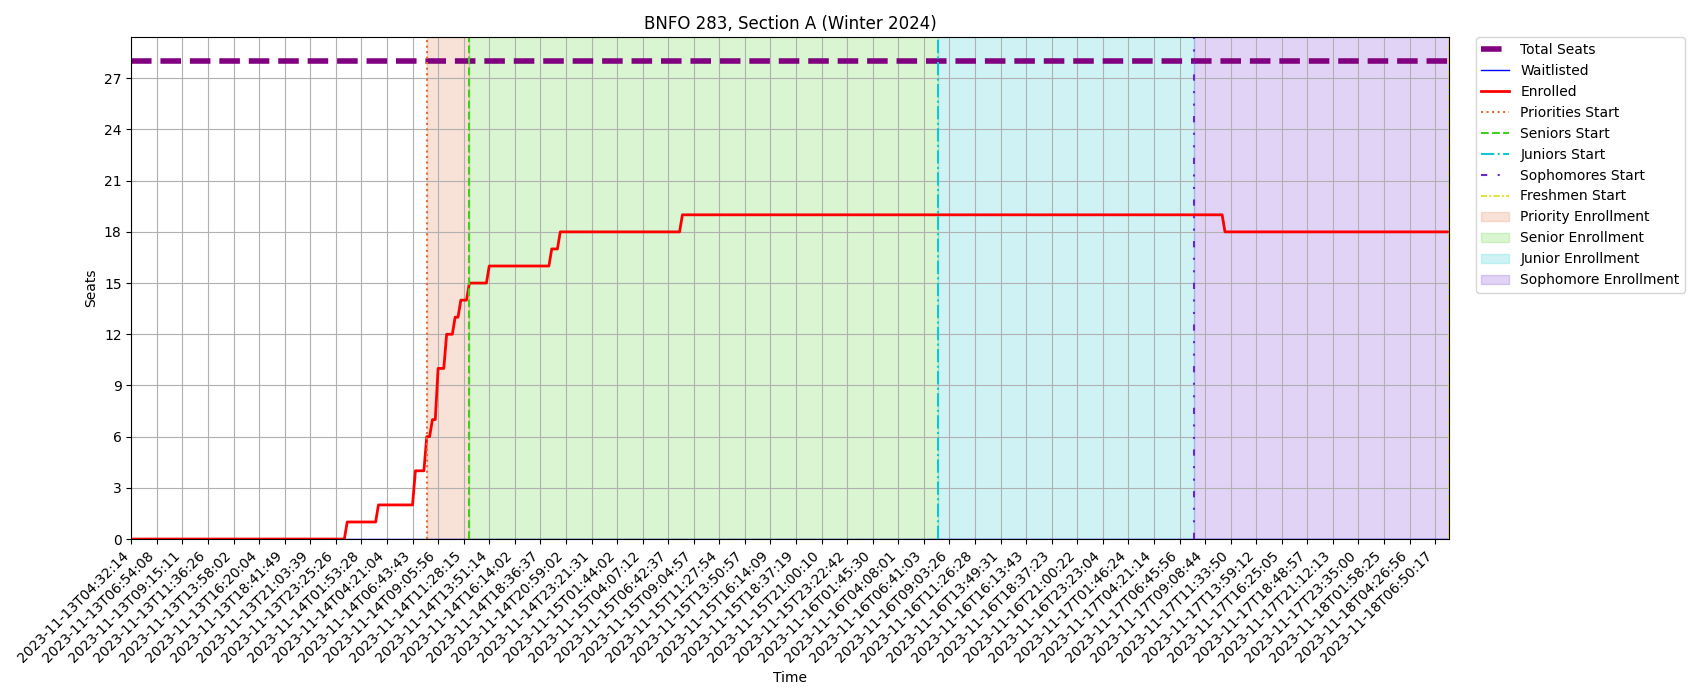 BNFO 283, Section A (Winter 2024)
Seats
27
24
21
18
15
12
9
6
3
0
2023-11-13T04:32:14
2023-11-13T06:54:08
2023-11-13T09:15:11
2023-11-13T11:36:26
2023-11-13T13:58:02
2023-11-13T16:20:04
2023-11-13T18:41:49
2023-11-13T21:03:39
2023-11-13T23:25:26
2023-11-14T01:53:28
2023-11-14T04:21:04
2023-11-14T06:43:43
2023-11-14T09:05:56
2023-11-14T11:28:15
2023-11-14T13:51:14
2023-11-14T16:14:02
2023-11-14T18:36:37
2023-11-14T20:59:02
2023-11-14T23:21:31
2023-11-15T01:44:02
2023-11-15T04:07:12
2023-11-15T06:42:37
2023-11-15T09:04:57
2023-11-15T11:27:54
2023-11-15T13:50:57
2023-11-15T16:14:09
2023-11-15T18:37:19
2023-11-15T21:00:10
2023-11-15T23:22:42
2023-11-16T01:45:30
2023-11-16T04:08:01
2023-11-16T06:41:03
2023-11-16T09:03:26
2023-11-16T11:26:28
2023-11-16T13:49:31
2023-11-16T16:13:43
2023-11-16T18:37:23
2023-11-16T21:00:22
2023-11-16T23:23:04
2023-11-17T01:46:24
2023-11-17T04:21:14
2023-11-17T06:45:56
2023-11-17T09:08:44
2023-11-17T11:33:50
2023-11-17T13:59:12
2023-11-17T16:25:05
2023-11-17T18:48:57
2023-11-17T21:12:13
2023-11-17T23:35:00
2023-11-18T01:58:25
2023-11-18T04:26:56
2023-11-18T06:50:17
Time
Total Seats
Waitlisted
Enrolled
Priorities Start
Seniors Start
Juniors Start
Sophomores Start
Freshmen Start
Priority Enrollment
Senior Enrollment
Junior Enrollment
Sophomore Enrollment